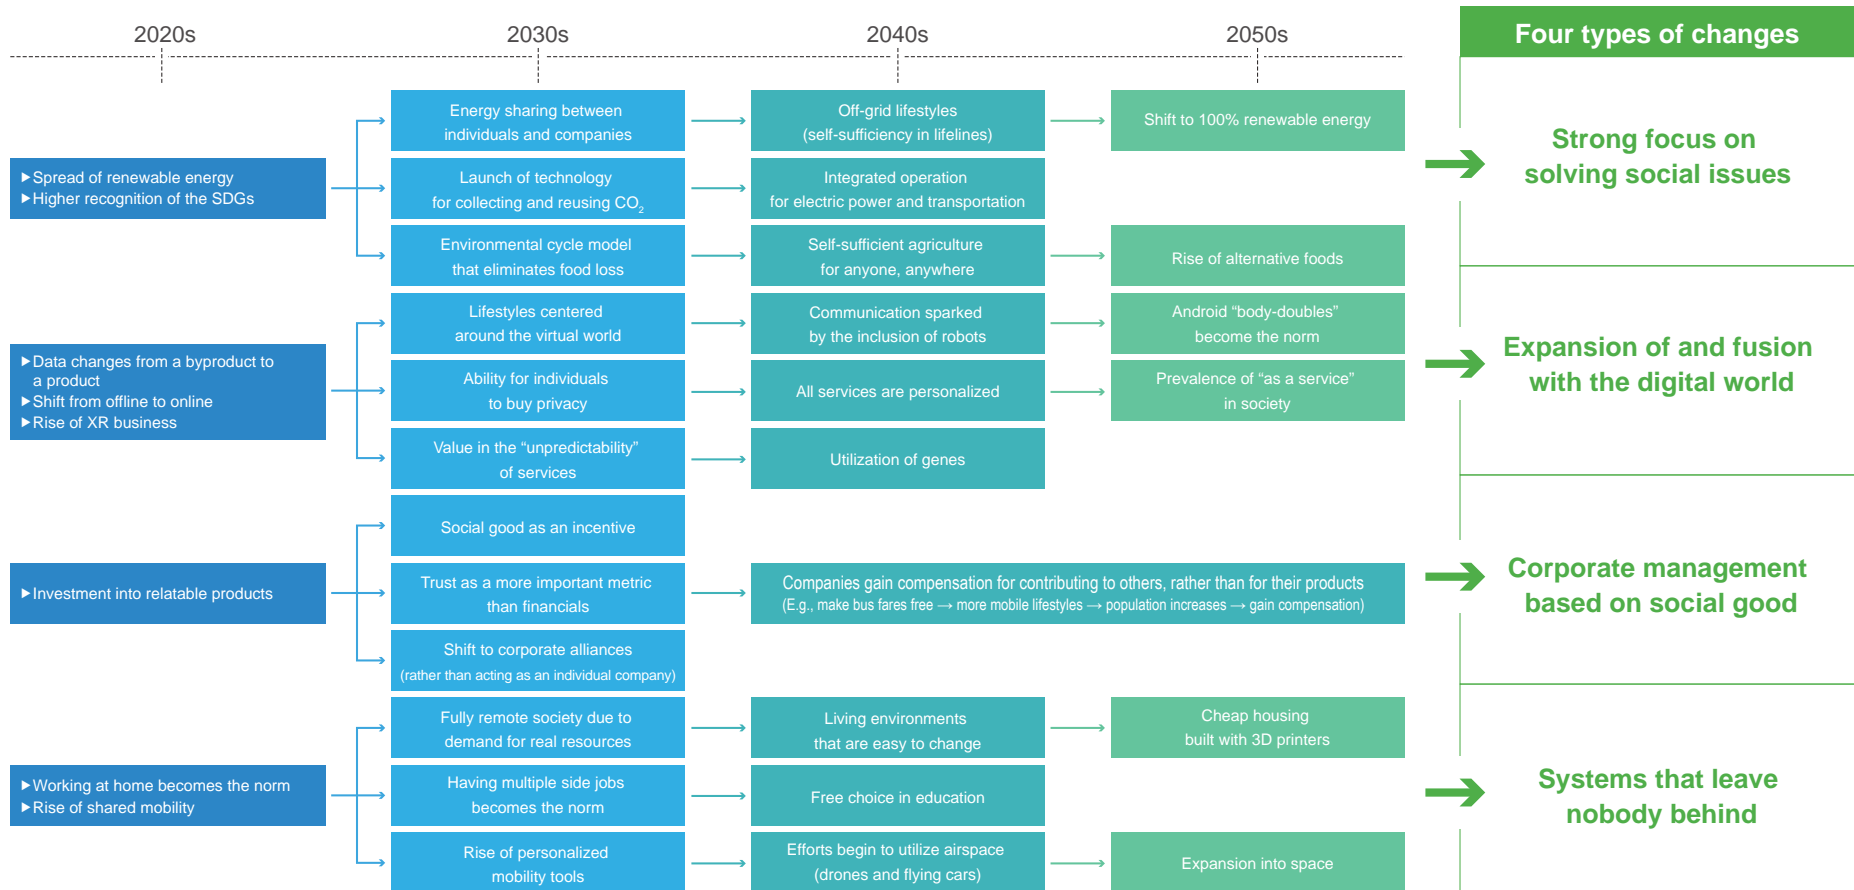 2020s
2030s
2040s
2050s
Four types of changes
▶Spread of renewable energy
▶Higher recognition of the SDGs
Energy sharing between
individuals and companies
Off-grid lifestyles
(self-sufficiency in lifelines)
Shift to 100% renewable energy
Launch of technology
for collecting and reusing CO₂
Integrated operation
for electric power and transportation
Environmental cycle model
that eliminates food loss
Self-sufficient agriculture
for anyone, anywhere
Rise of alternative foods
Strong focus on
solving social issues
▶Data changes from a byproduct to
a product
▶Shift from offline to online
▶Rise of XR business
Lifestyles centered
around the virtual world
Communication sparked
by the inclusion of robots
Android “body-doubles”
become the norm
Ability for individuals
to buy privacy
All services are personalized
Prevalence of “as a service”
in society
Value in the “unpredictability”
of services
Utilization of genes
Expansion of and fusion
with the digital world
▶Investment into relatable products
Social good as an incentive
Trust as a more important metric
than financials
Companies gain compensation for contributing to others, rather than for their products
(E.g., make bus fares free → more mobile lifestyles → population increases → gain compensation)
Shift to corporate alliances
(rather than acting as an individual company)
Corporate management
based on social good
▶Working at home becomes the norm
▶Rise of shared mobility
Fully remote society due to
demand for real resources
Living environments
that are easy to change
Cheap housing
built with 3D printers
Having multiple side jobs
becomes the norm
Free choice in education
Rise of personalized
mobility tools
Efforts begin to utilize airspace
(drones and flying cars)
Expansion into space
Systems that leave
nobody behind